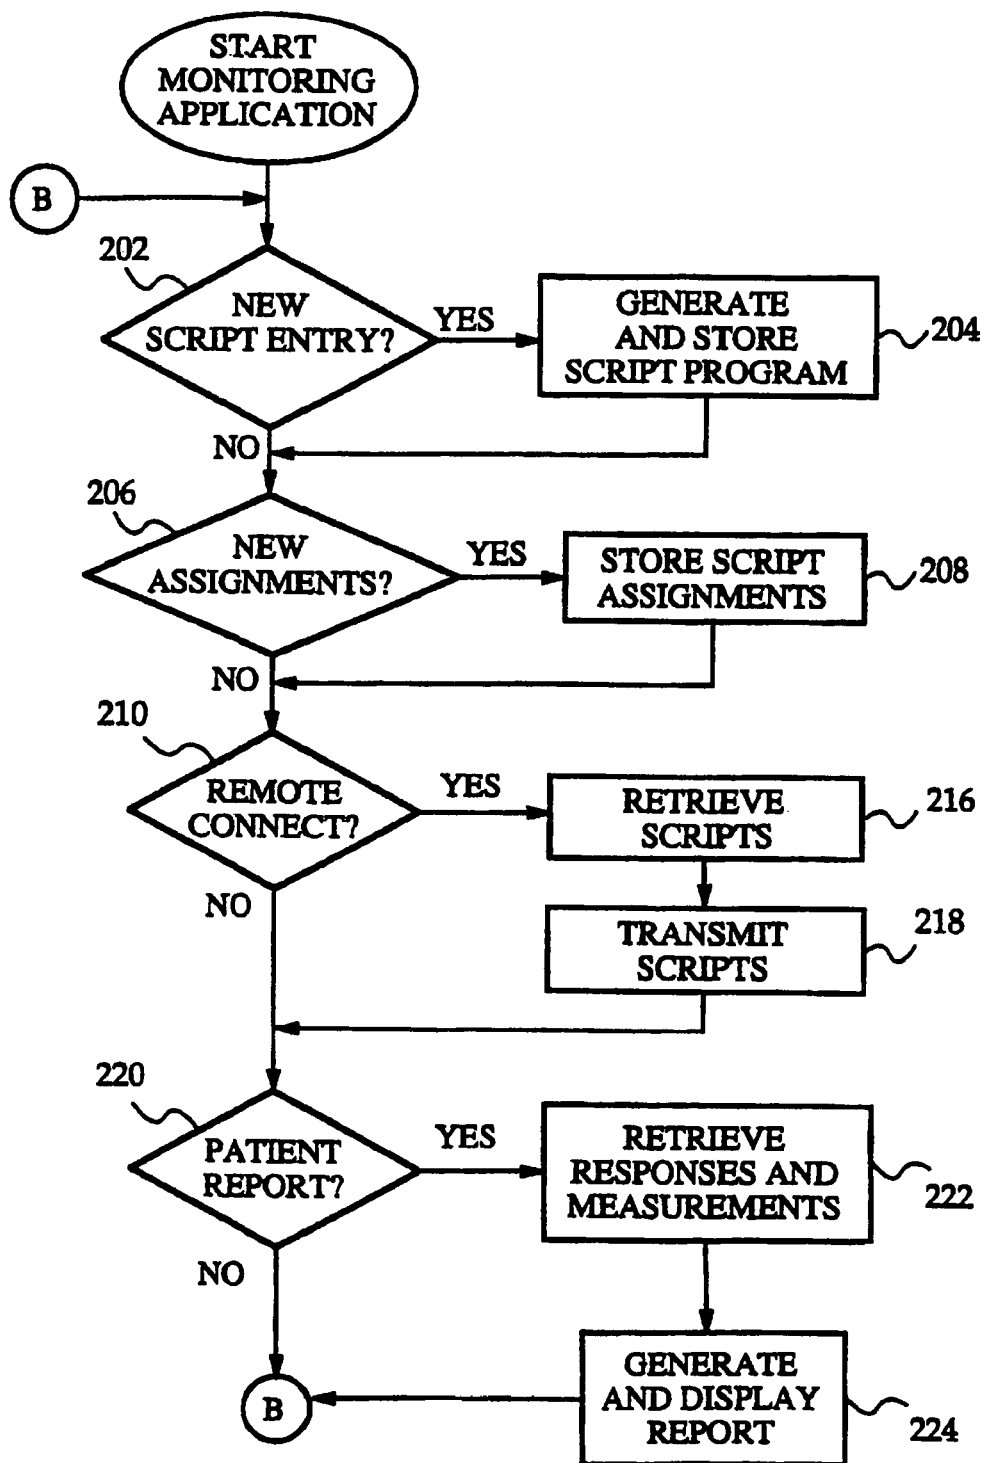 START
MONITORING
APPLICATION
B
202
NEW
SCRIPT ENTRY?
YES
GENERATE
AND STORE
SCRIPT PROGRAM
204
NO
206
NEW
ASSIGNMENTS?
YES
STORE SCRIPT
ASSIGNMENTS
208
NO
210
REMOTE
CONNECT?
YES
RETRIEVE
SCRIPTS
216
NO
TRANSMIT
SCRIPTS
218
220
PATIENT
REPORT?
YES
RETRIEVE
RESPONSES AND
MEASUREMENTS
222
NO
B
GENERATE
AND DISPLAY
REPORT
224